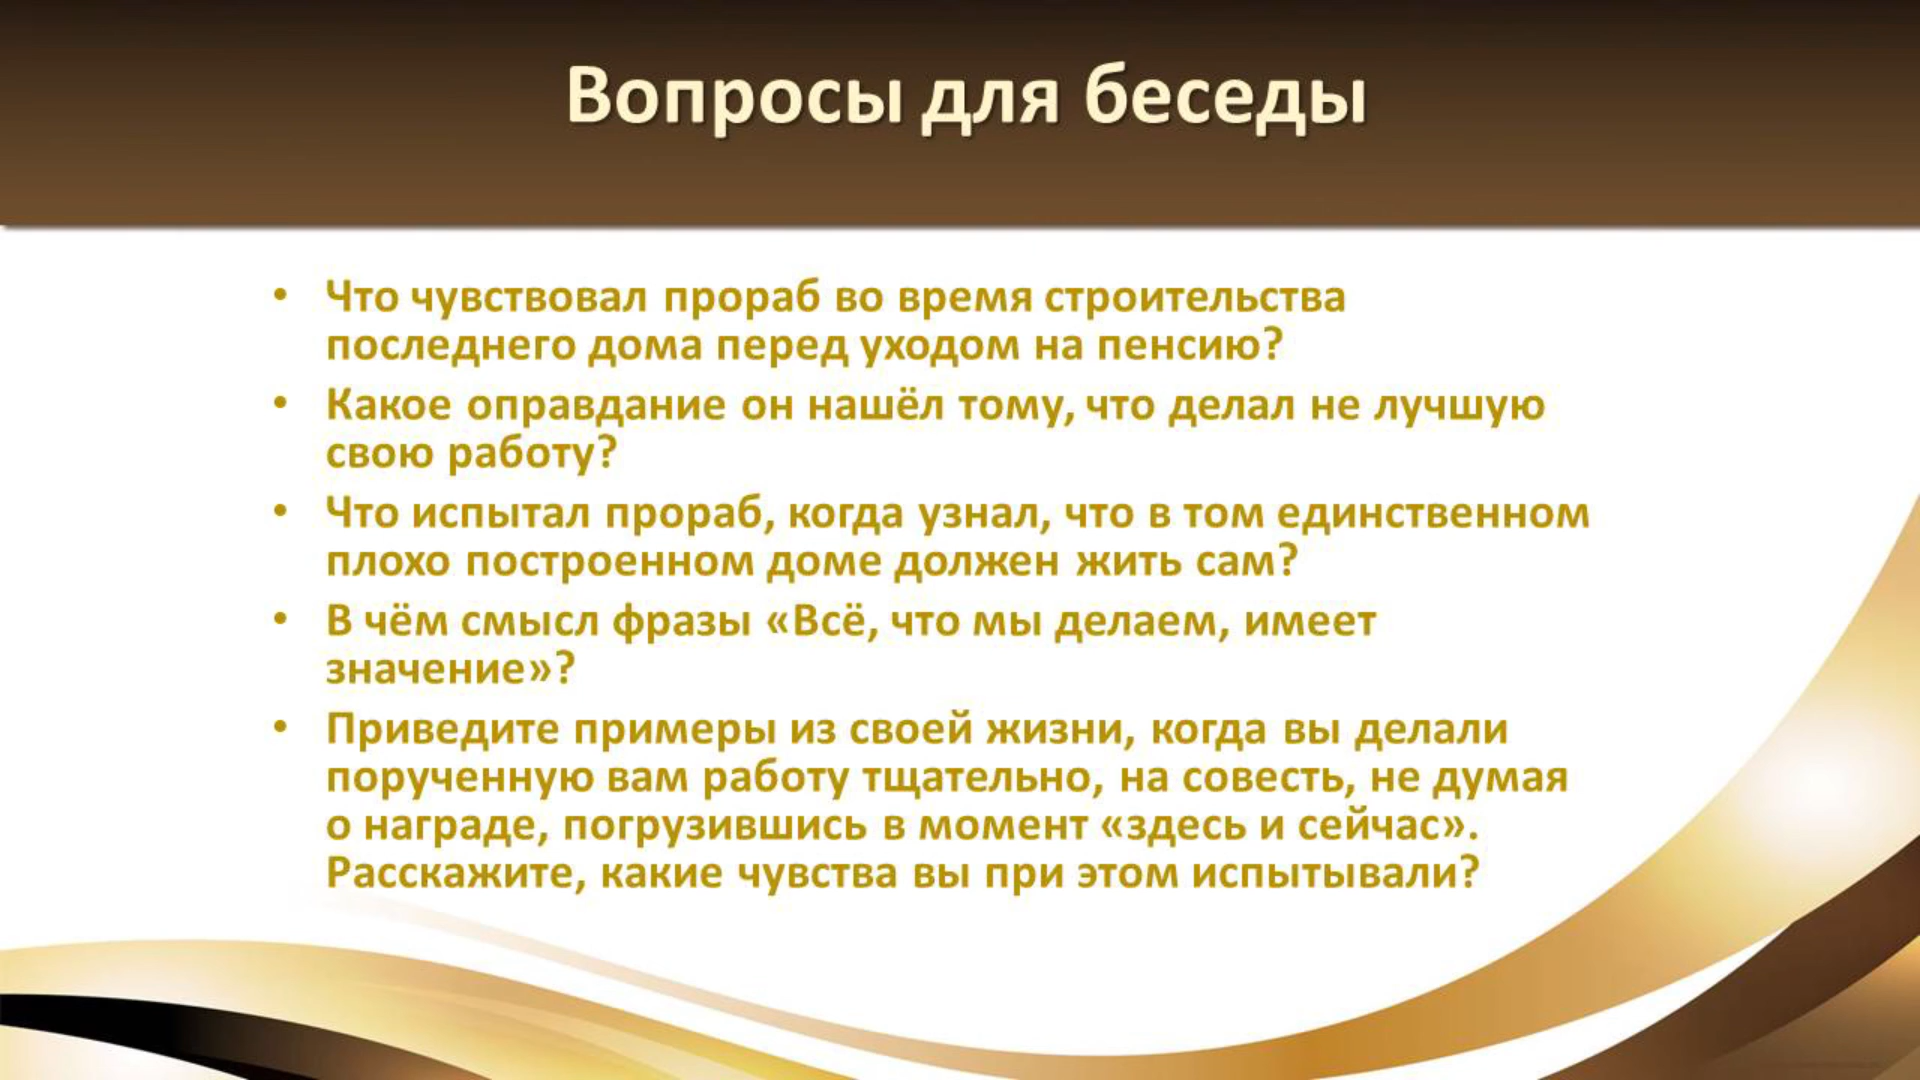 Вопросы для беседы
• Что чувствовал прораб во время строительства
последнего дома перед уходом на пенсию?
• Какое оправдание он нашёл тому, что делал не лучшую
свою работу?
• Что испытал прораб, когда узнал, что в том единственном
плохо построенном доме должен жить сам?
• В чём смысл фразы «Всё, что мы делаем, имеет
значение»?
• Приведите примеры из своей жизни, когда вы делали
порученную вам работу тщательно, на совесть, не думая
о награде, погрузившись в момент «здесь и сейчас».
Расскажите, какие чувства вы при этом испытывали?